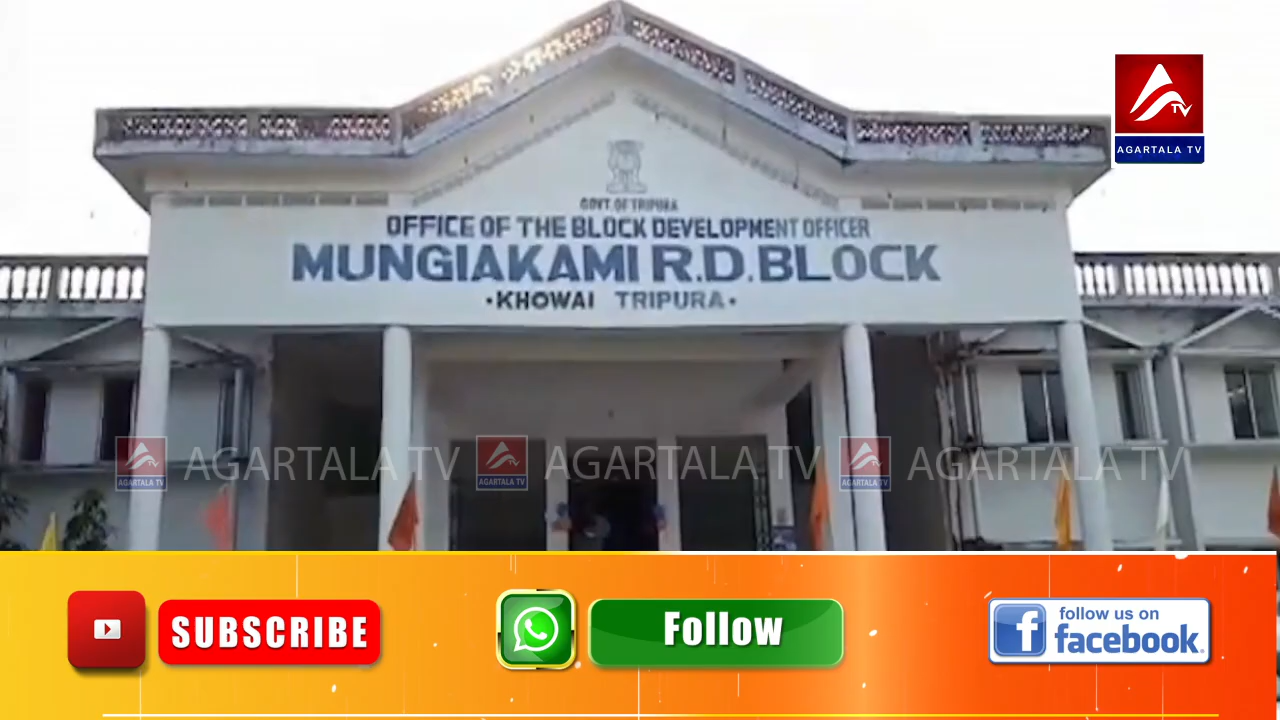 TV
AGARTALA TV
GOVT. OF TRIPURA
OFFICE OF THE BLOCK DEVELOPMENT OFFICER
MUNGIAKAMI R.D. BLOCK
•KHOWAI TRIPURA•
AGARTALA TV AGARTALA TV AGARTALA TV
AGARTALA TV AGARTALA TV AGARTALA TV
SUBSCRIBE
Follow
follow us on
facebook